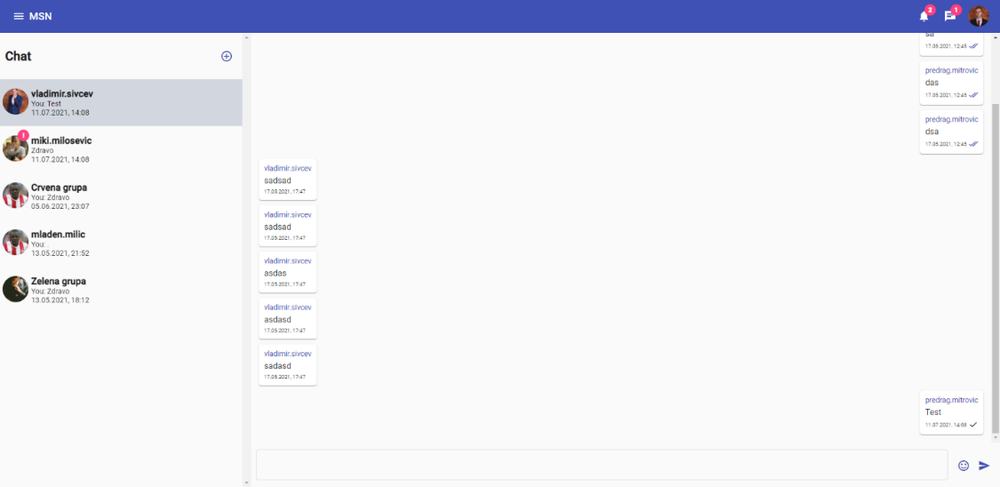 MSN
2
1
Chat
vladimir.sivcev
You: Test
11.07.2021, 14:08
1
miki.milosevic
Zdravo
11.07.2021, 14:08
Crvena grupa
You: Zdravo
05.06.2021, 23:07
mladen.milic
You: .
13.05.2021, 21:52
Zelena grupa
You: Zdravo
13.05.2021, 18:12
sa
17.05.2021, 12:45
predrag.mitrovic
das
17.05.2021, 12:45
predrag.mitrovic
dsa
17.05.2021, 12:45
vladimir.sivcev
sadsad
17.05.2021, 17:47
vladimir.sivcev
sadsad
17.05.2021, 17:47
vladimir.sivcev
asdas
17.05.2021, 17:47
vladimir.sivcev
asdasd
17.05.2021, 17:47
vladimir.sivcev
sadasd
17.05.2021, 17:47
predrag.mitrovic
Test
11.07.2021, 14:08